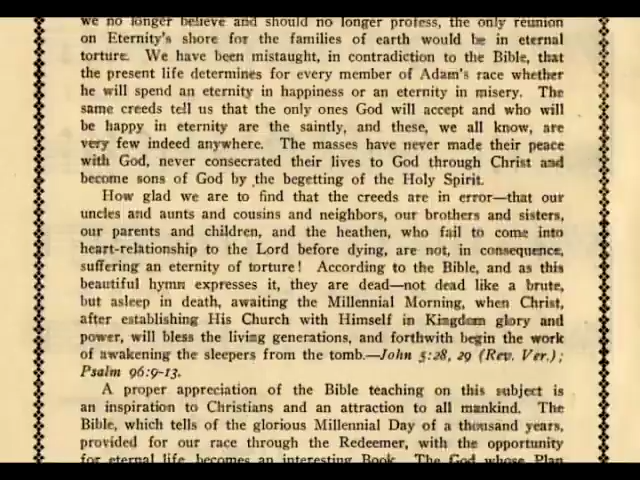 we no longer believe and should no longer profess, the only reunion
on Eternity's shore for the families of earth would be in eternal
torture. We have been mistaught, in contradiction to the Bible, that
the present life determines for every member of Adam's race whether
he will spend an eternity in happiness or an eternity in misery. The
same creeds tell us that the only ones God will accept and who will
be happy in eternity are the saintly, and these, we all know, are
very few indeed anywhere. The masses have never made their peace
with God, never consecrated their lives to God through Christ and
become sons of God by the begetting of the Holy Spirit.
How glad we are to find that the creeds are in error—that our
uncles and aunts and cousins and neighbors, our brothers and sisters,
our parents and children, and the heathen, who fail to come into
heart-relationship to the Lord before dying, are not, in consequence,
suffering an eternity of torture! According to the Bible, and as this
beautiful hymn expresses it, they are dead—not dead like a brute,
but asleep in death, awaiting the Millennial Morning, when Christ,
after establishing His Church with Himself in Kingdom glory and
power, will bless the living generations, and forthwith begin the work
of awakening the sleepers from the tomb.—John 5:28, 29 (Rev. Ver.);
Psalm 96:9-13.
A proper appreciation of the Bible teaching on this subject is
an inspiration to Christians and an attraction to all mankind. The
Bible, which tells of the glorious Millennial Day of a thousand years,
provided for our race through the Redeemer, with the opportunity
for eternal life, becomes an interesting Book. The God whose Plan